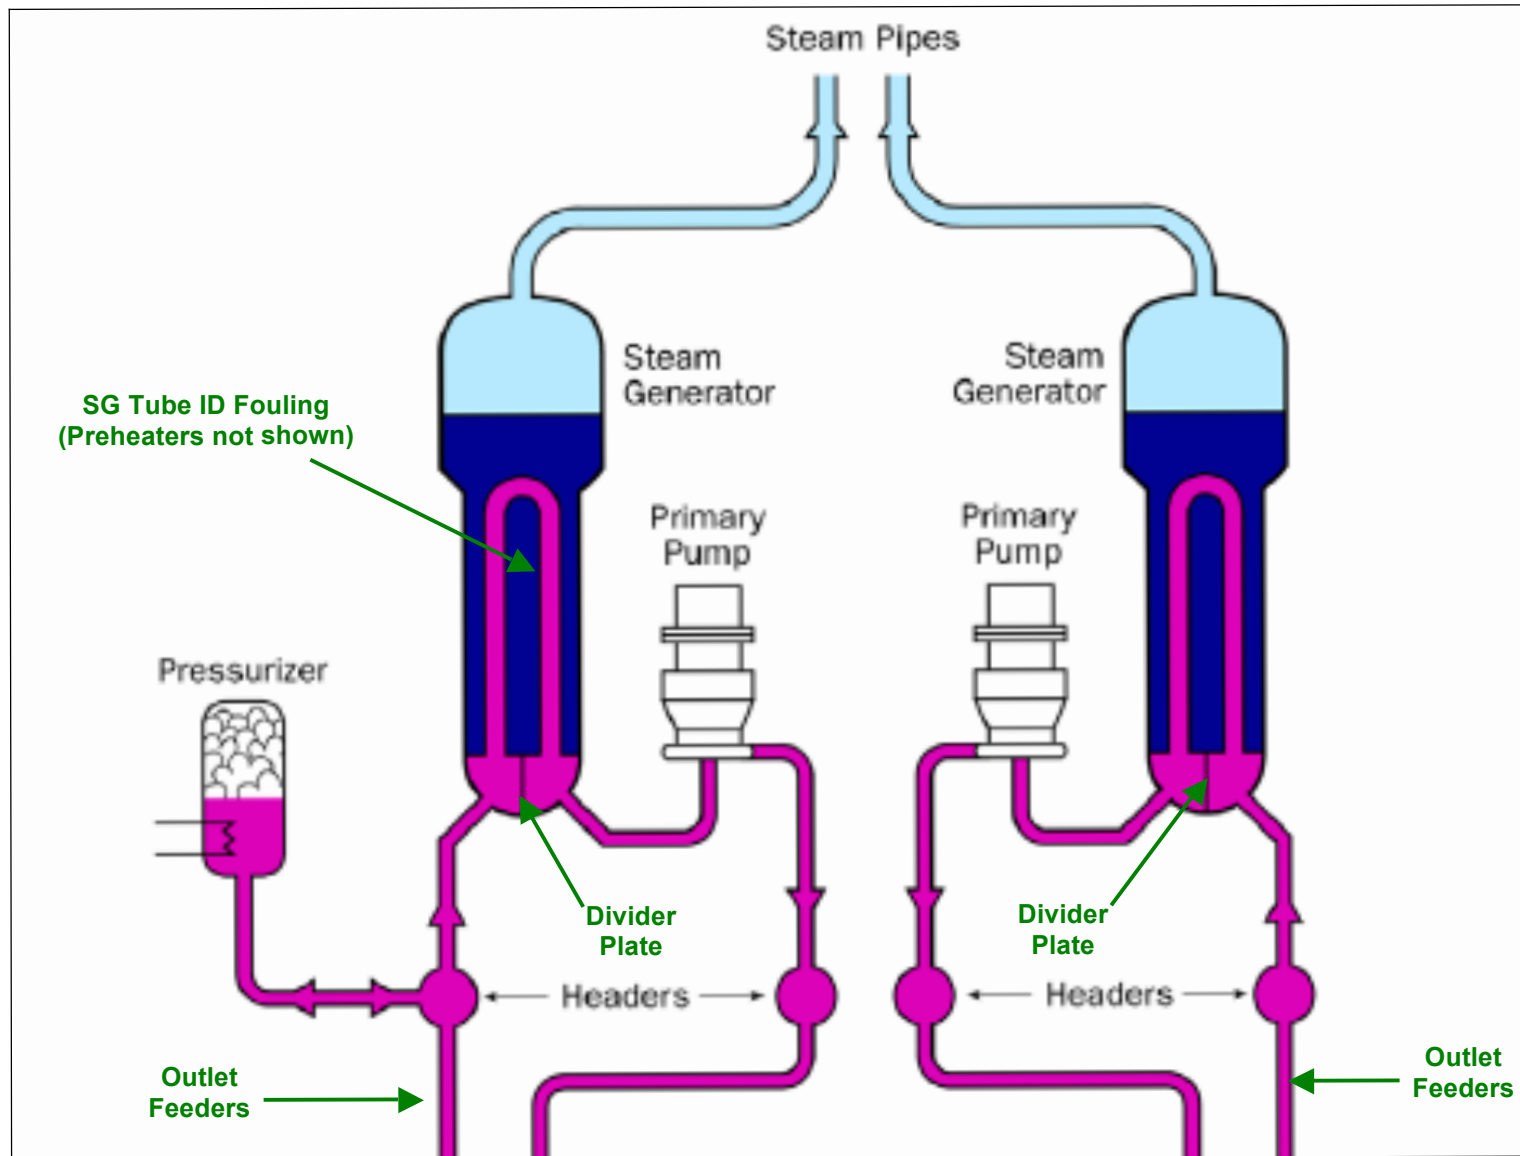 Steam Pipes
Steam
Generator
Steam
Generator
SG Tube ID Fouling
(Preheaters not shown)
Primary
Pump
Primary
Pump
Pressurizer
Divider
Plate
Divider
Plate
Headers
Headers
Outlet
Feeders
Outlet
Feeders